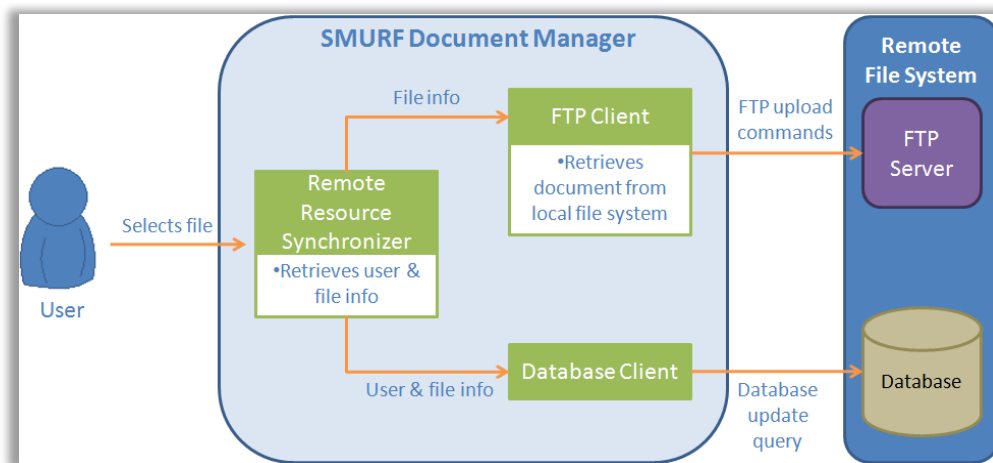 SMURF Document Manager
Remote
File System
File info
FTP Client
•Retrieves
document from
local file system
FTP upload
commands
FTP
Server
Remote
Resource
Synchronizer
•Retrieves user &
file info
Selects file
User
User & file info
Database Client
Database
update
query
Database